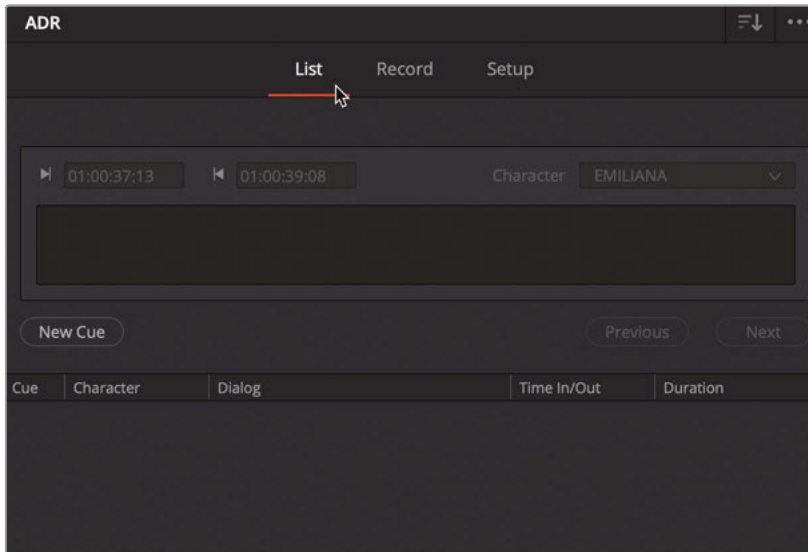 ADR
List Record Setup
01:00:37:13 01:00:39:08 Character EMILIANA
New Cue Previous Next
Cue Character Dialog Time In/Out Duration